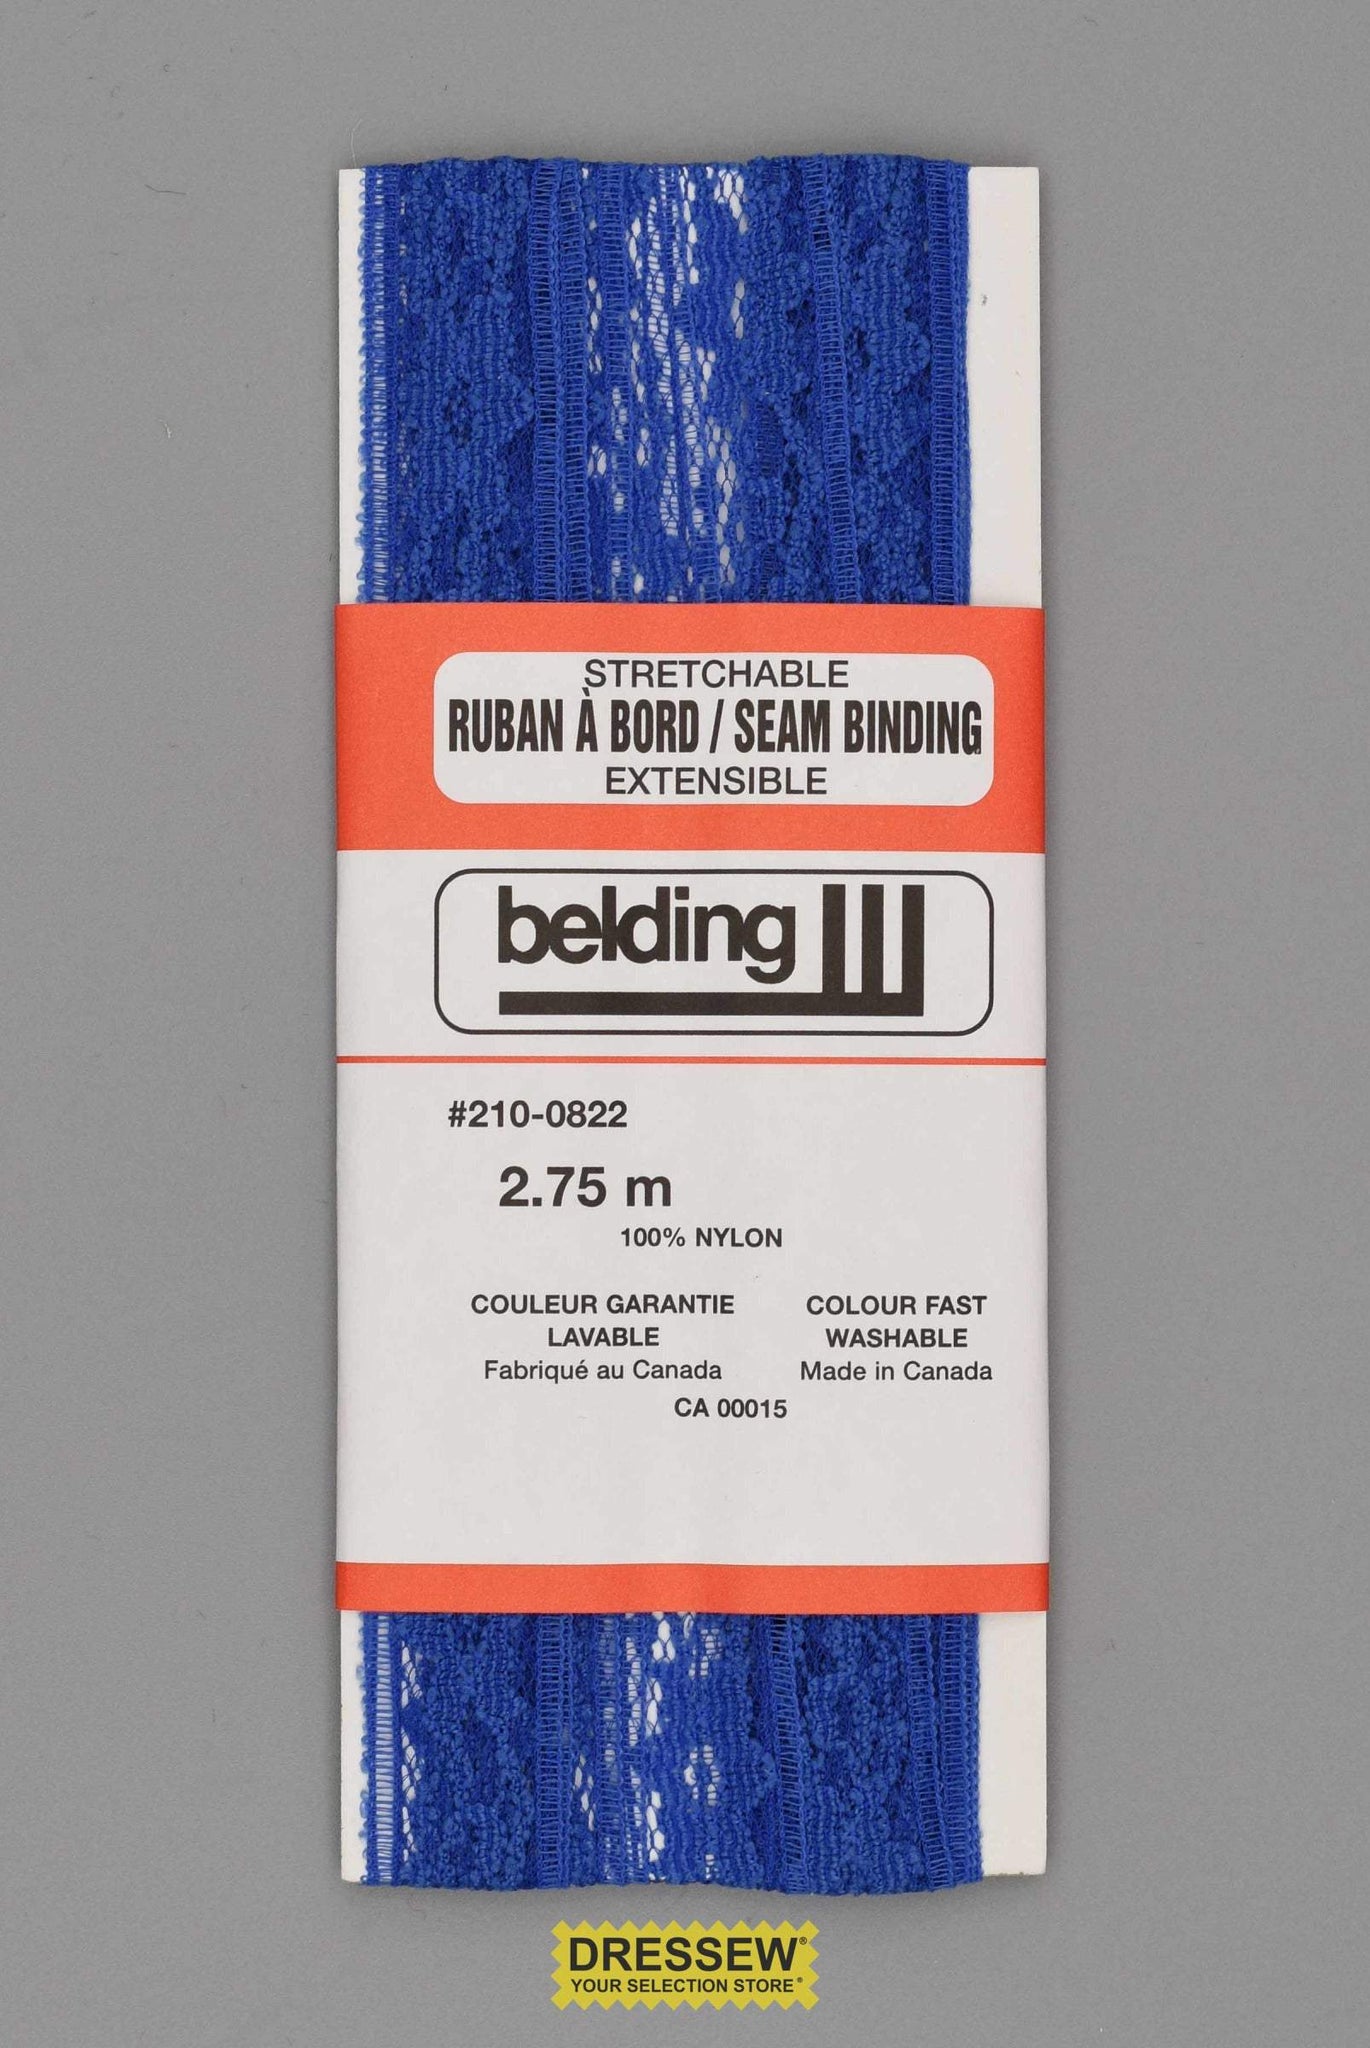 STRETCHABLE
RUBAN À BORD / SEAM BINDING
EXTENSIBLE
belding
#210-0822
2.75 m
100% NYLON
COULEUR GARANTIE
LAVABLE
Fabriqué au Canada
COLOUR FAST
WASHABLE
Made in Canada
CA 00015
DRESSEW®
YOUR SELECTION STORE®